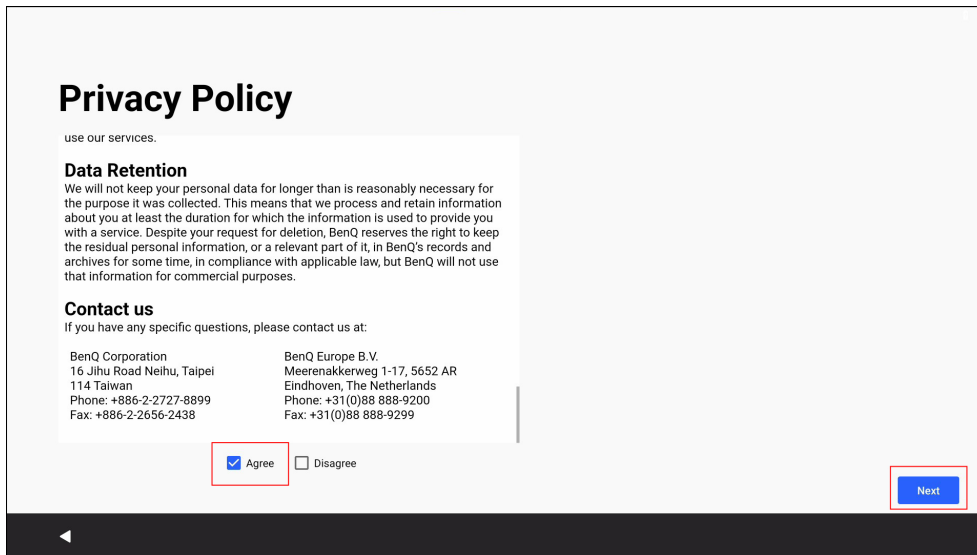 Privacy Policy
use our services.
Data Retention
We will not keep your personal data for longer than is reasonably necessary for
the purpose it was collected. This means that we process and retain information
about you at least the duration for which the information is used to provide you
with a service. Despite your request for deletion, BenQ reserves the right to keep
the residual personal information, or a relevant part of it, in BenQ's records and
archives for some time, in compliance with applicable law, but BenQ will not use
that information for commercial purposes.
Contact us
If you have any specific questions, please contact us at:
BenQ Corporation
16 Jihu Road Neihu, Taipei
114 Taiwan
Phone: +886-2-2727-8899
Fax: +886-2-2656-2438
BenQ Europe B.V.
Meerenakkerweg 1-17, 5652 AR
Eindhoven, The Netherlands
Phone: +31(0)88 888-9200
Fax: +31(0)88 888-9299
Agree
Disagree
Next